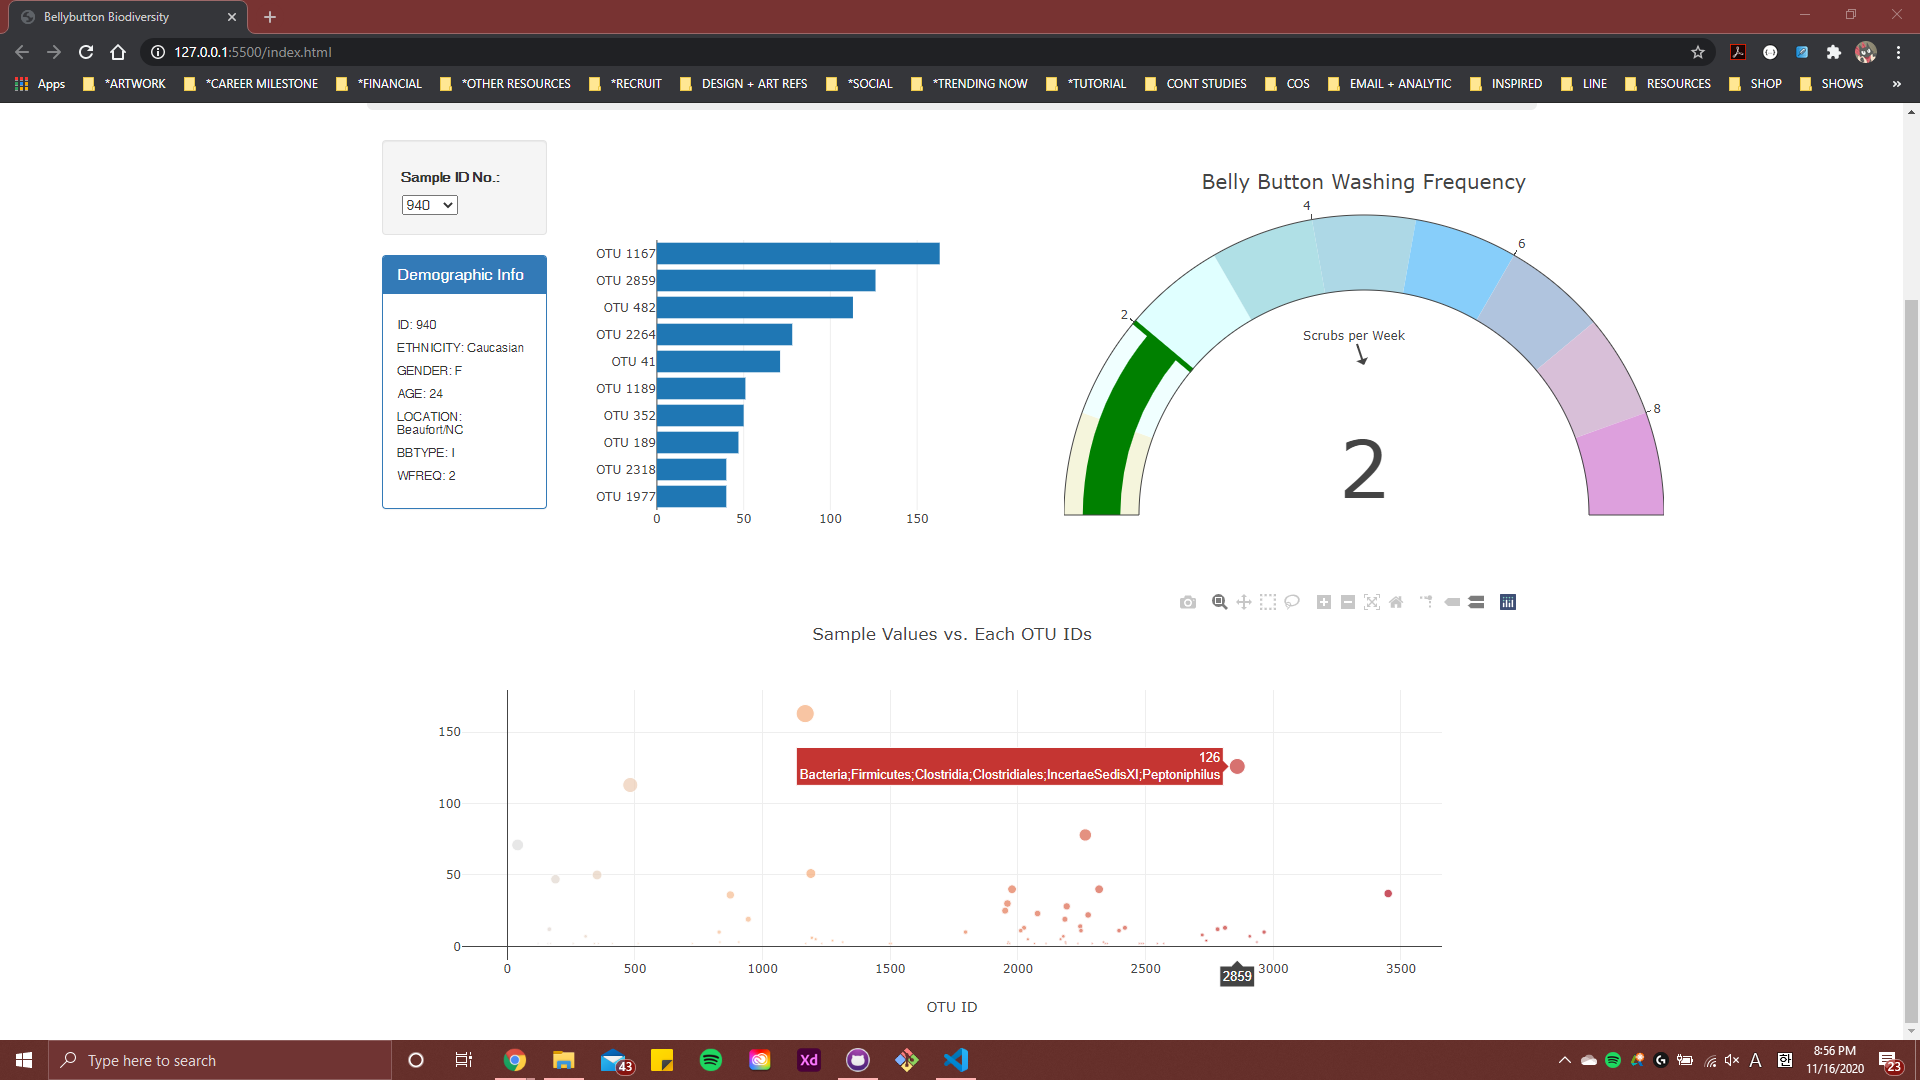 Bellybutton Biodiversity
127.0.0.1:5500/index.html
Apps *ARTWORK *CAREER MILESTONE *FINANCIAL *OTHER RESOURCES *RECRUIT DESIGN + ART REFS *SOCIAL *TRENDING NOW *TUTORIAL CONT STUDIES COS EMAIL + ANALYTIC INSPIRED LINE RESOURCES SHOP SHOWS »
Sample ID No.:
940
Demographic Info
ID: 940
ETHNICITY: Caucasian
GENDER: F
AGE: 24
LOCATION:
Beaufort/NC
BBTYPE: I
WFREQ: 2
OTU 1167
OTU 2859
OTU 482
OTU 2264
OTU 41
OTU 1189
OTU 352
OTU 189
OTU 2318
OTU 1977
0 50 100 150
Belly Button Washing Frequency
2 4 6 8
Scrubs per Week
2
Sample Values vs. Each OTU IDs
150
100
50
0
126
Bacteria;Firmicutes;Clostridia;Clostridiales;IncertaeSedisXI;Peptoniphilus
0 500 1000 1500 2000 2500 3000 3500
2859
OTU ID
Type here to search
43
Xd
A
한
8:56 PM
11/16/2020
23